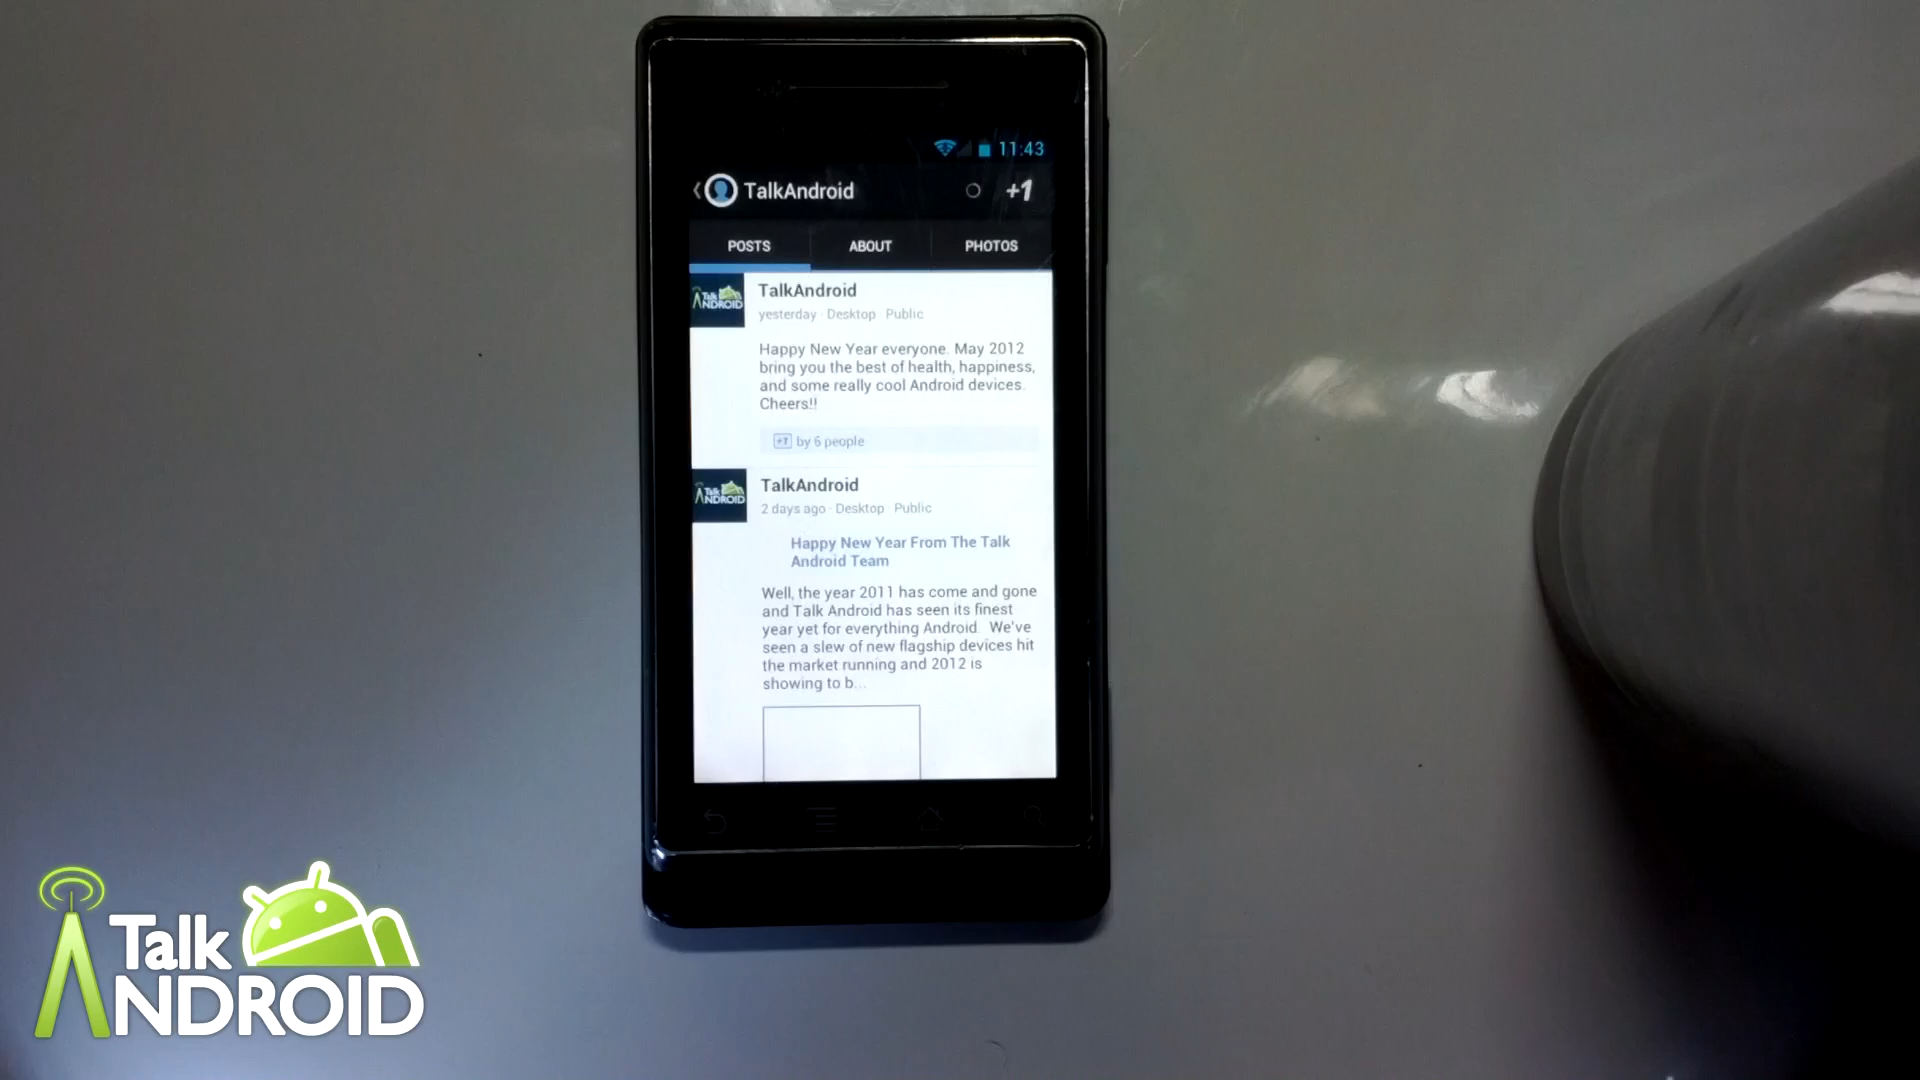 11:43
TalkAndroid
+1
POSTS ABOUT PHOTOS
Talk
ANDROID
TalkAndroid
yesterday · Desktop Public
Happy New Year everyone. May 2012
bring you the best of health, happiness,
and some really cool Android devices.
Cheers!!
+1 by 6 people
Talk
ANDROID
TalkAndroid
2 days ago · Desktop Public
Happy New Year From The Talk
Android Team
Well, the year 2011 has come and gone
and Talk Android has seen its finest
year yet for everything Android. We've
seen a slew of new flagship devices hit
the market running and 2012 is
showing to b...
Talk
ANDROID